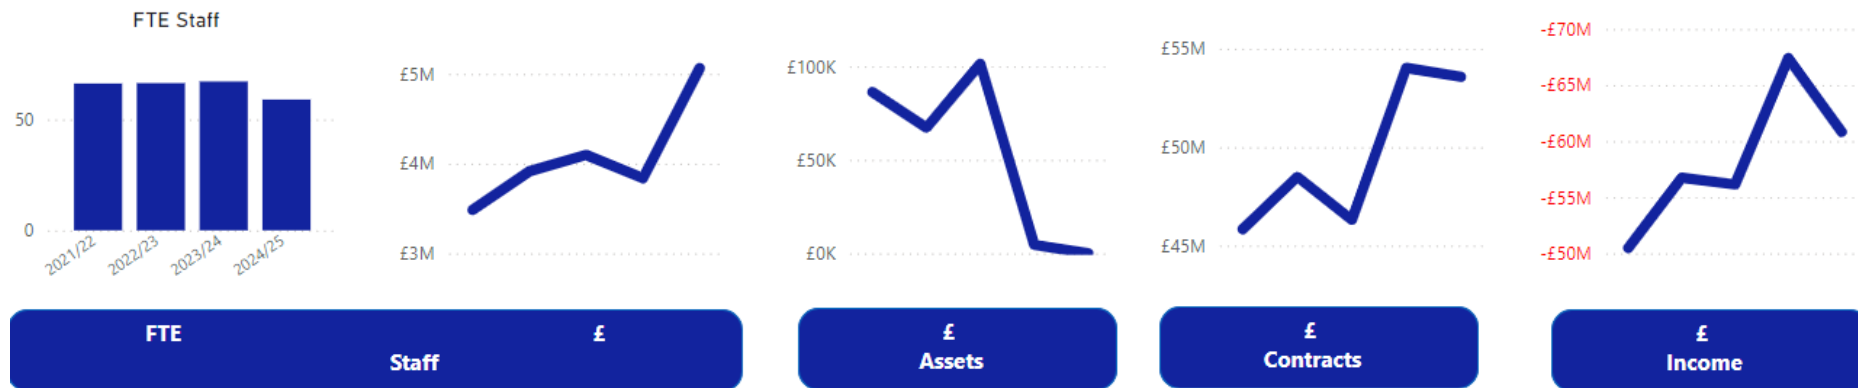 FTE Staff
50
0
2021/22
2022/23
2023/24
2024/25
£5M
£4M
£3M
FTE
£
Staff
£100K
£50K
£0K
£
Assets
£55M
£50M
£45M
£
Contracts
-£70M
-£65M
-£60M
-£55M
-£50M
£
Income